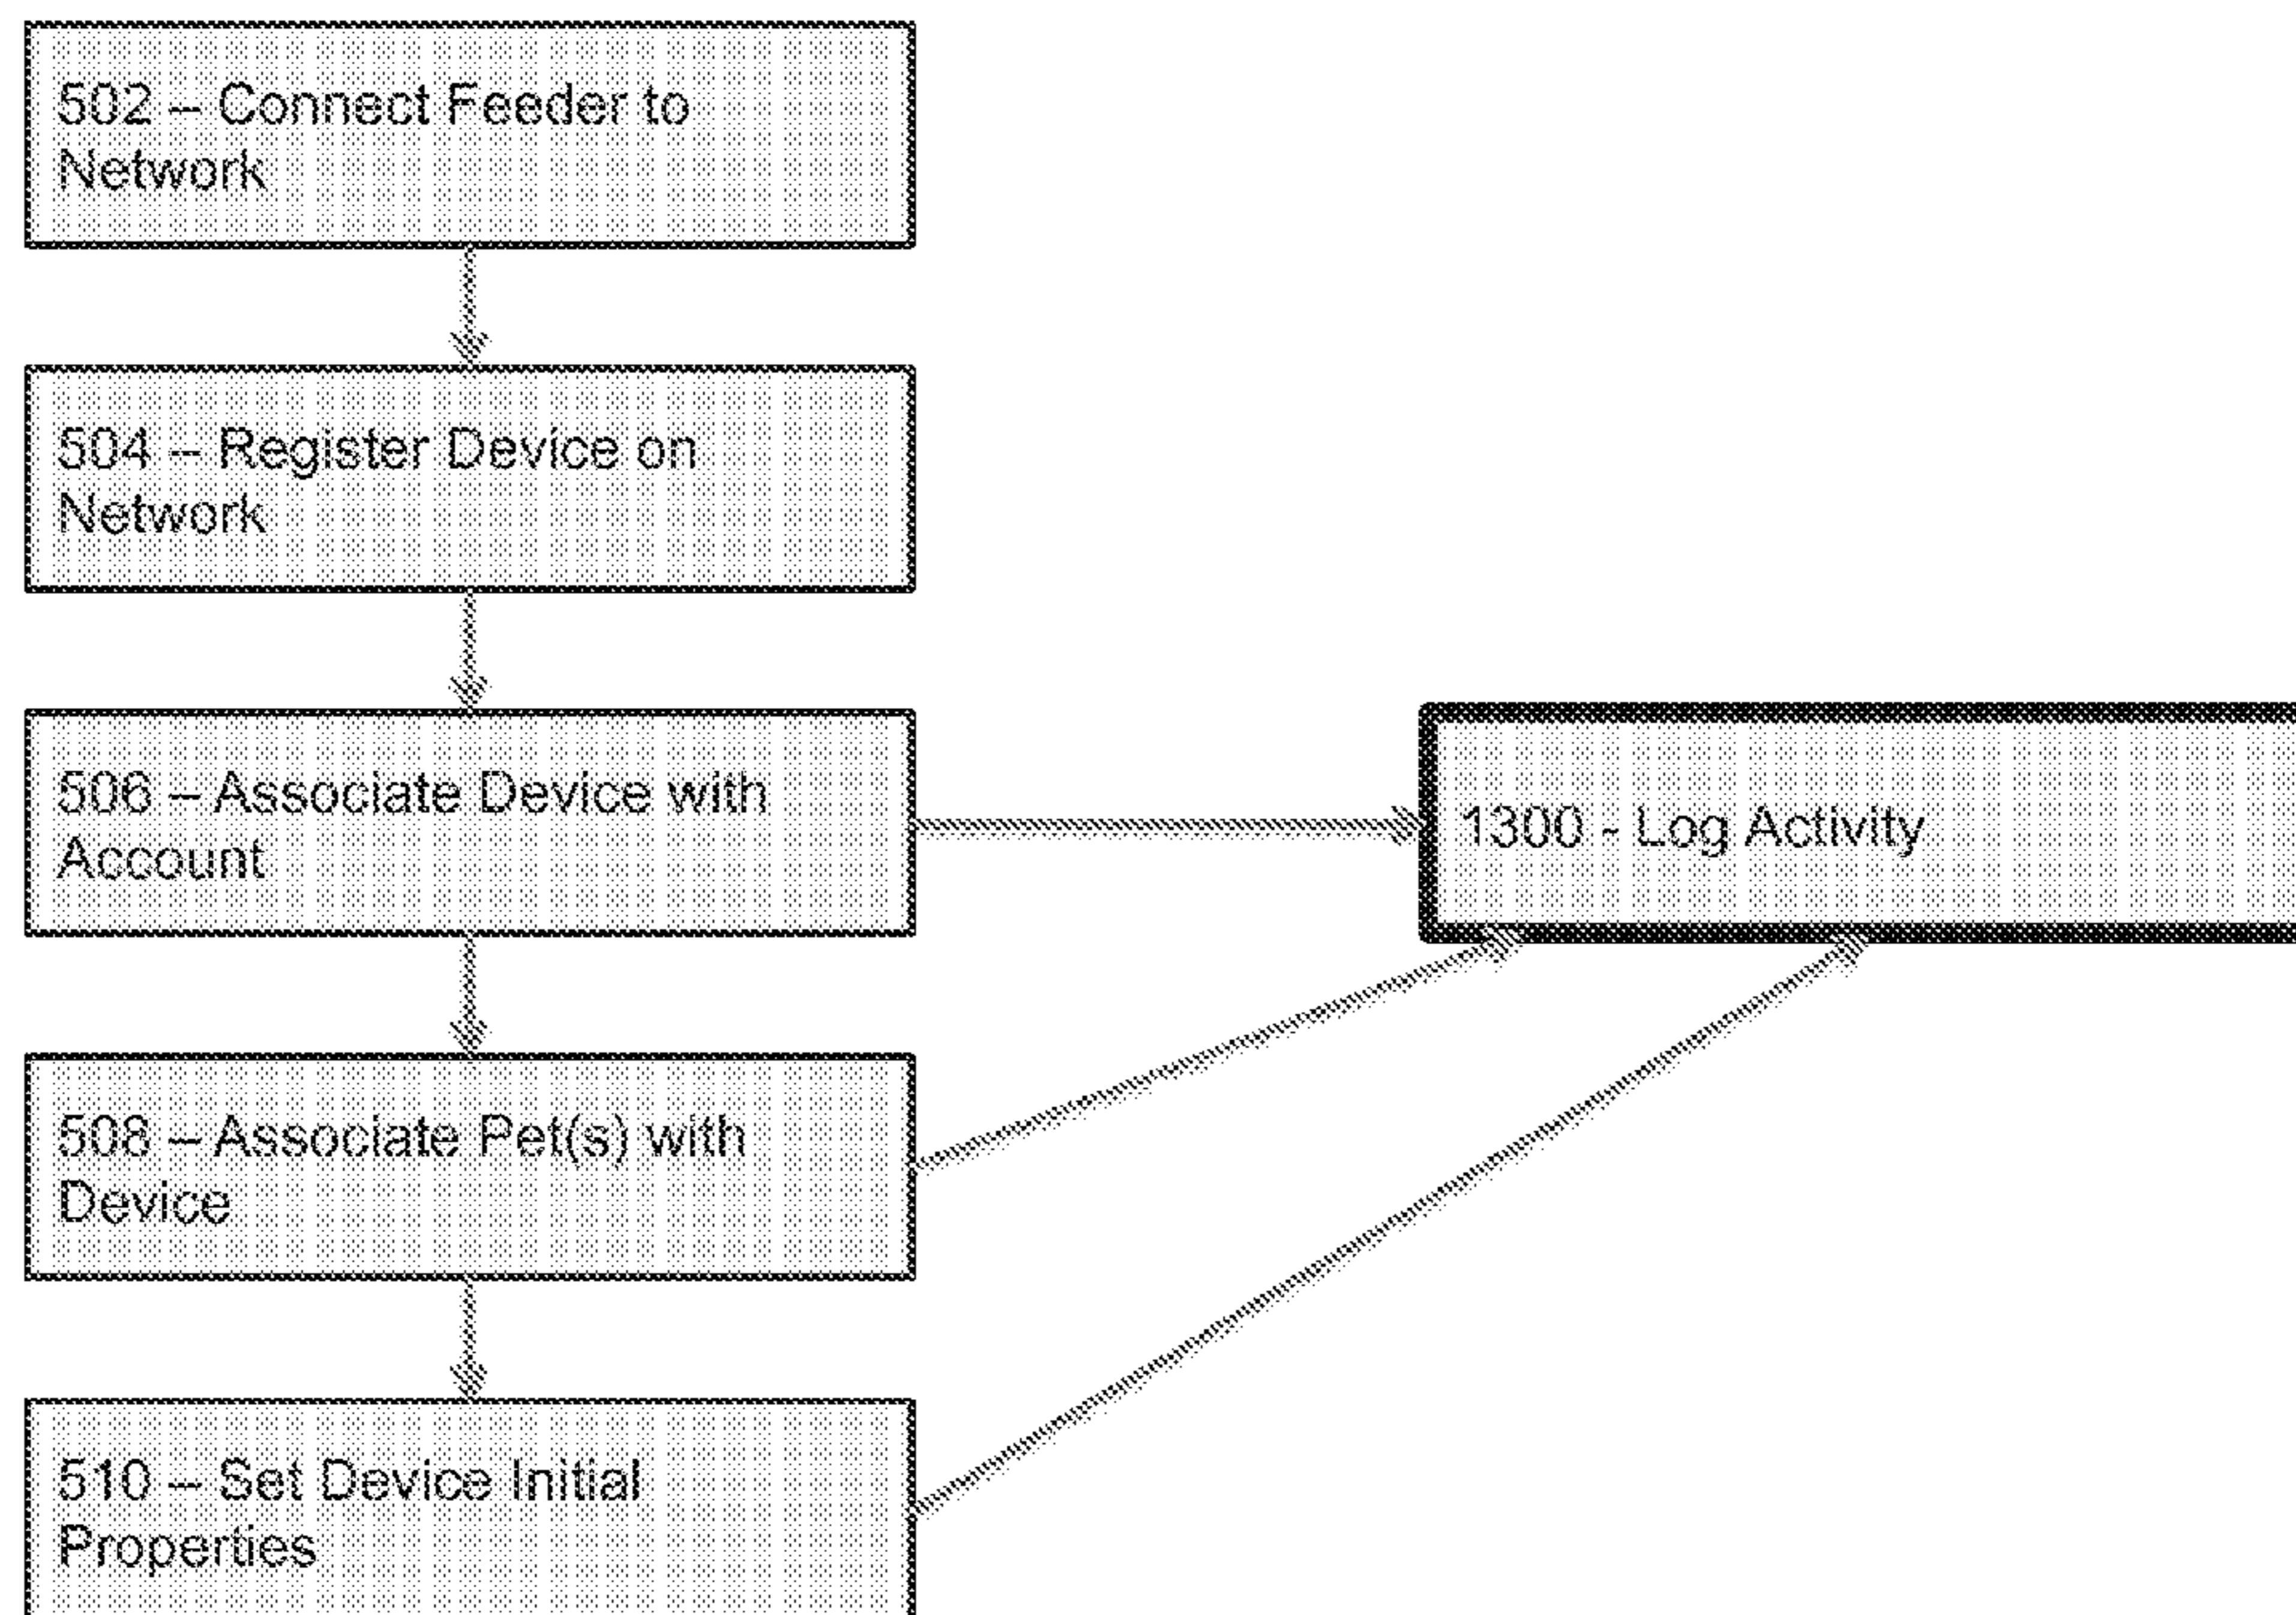 502 – Connect Feeder to
Network
504 – Register Device on
Network
506 – Associate Device with
Account
1300 - Log Activity
508 – Associate Pet(s) with
Device
510 – Set Device Initial
Properties